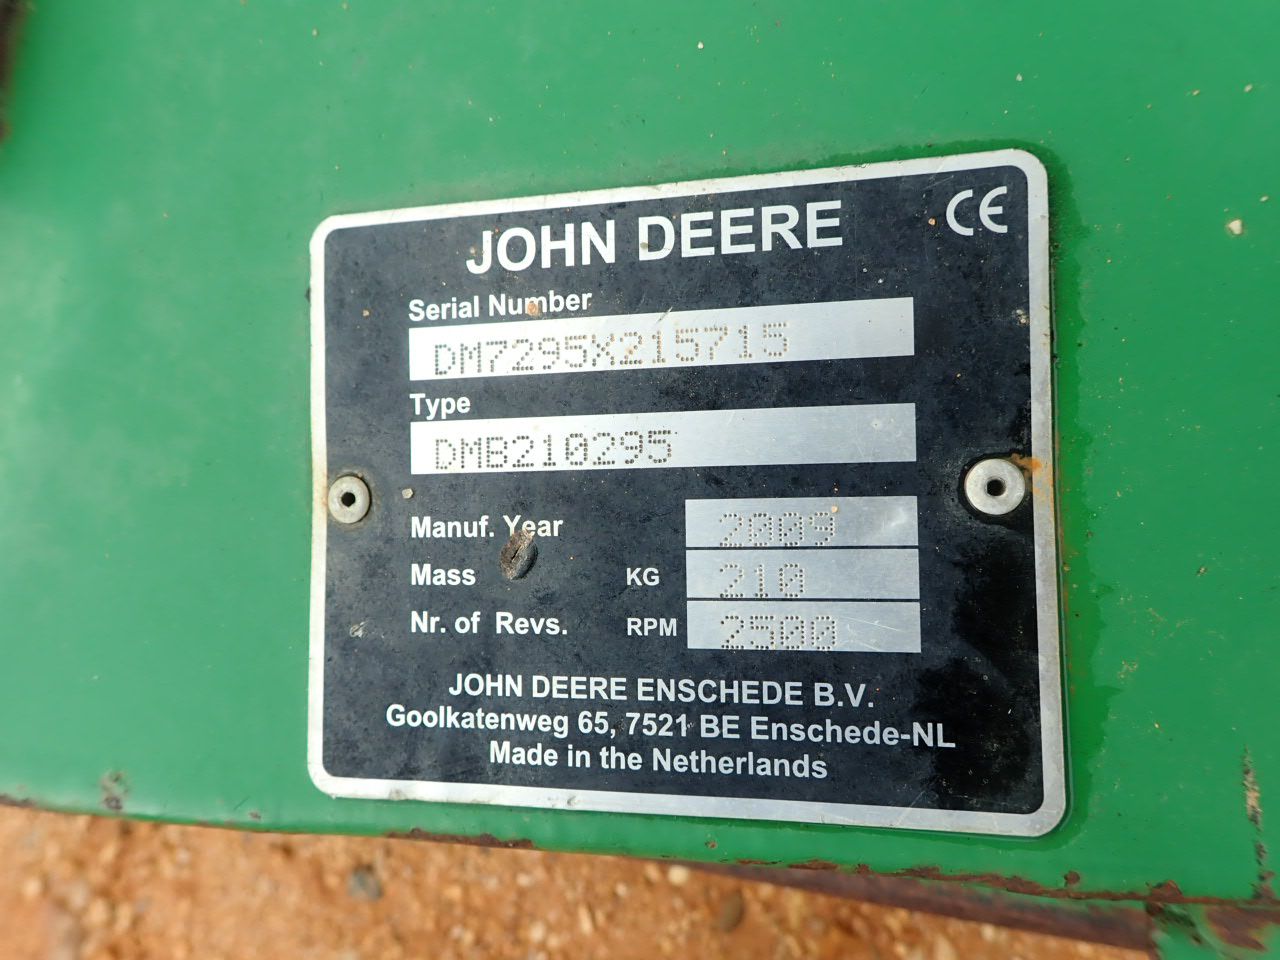 JOHN DEERE
CE
Serial Number
DM7295X215715
Type
DMB210295
Manuf. Year 2009
Mass KG 210
Nr. of Revs. RPM 2500
JOHN DEERE ENSCHEDE B.V.
Goolkatenweg 65, 7521 BE Enschede-NL
Made in the Netherlands